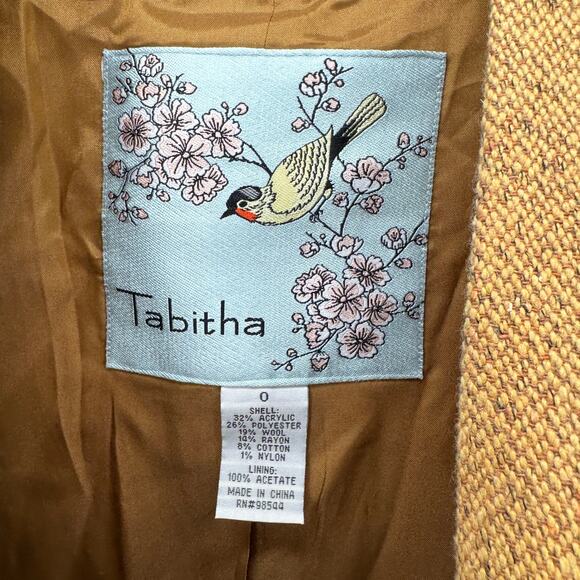 Tabitha
0
SHELL:
32% ACRYLIC
26% POLYESTER
19% WOOL
14% RAYON
8% COTTON
1% NYLON
LINING:
100% ACETATE
MADE IN CHINA
RN#98544